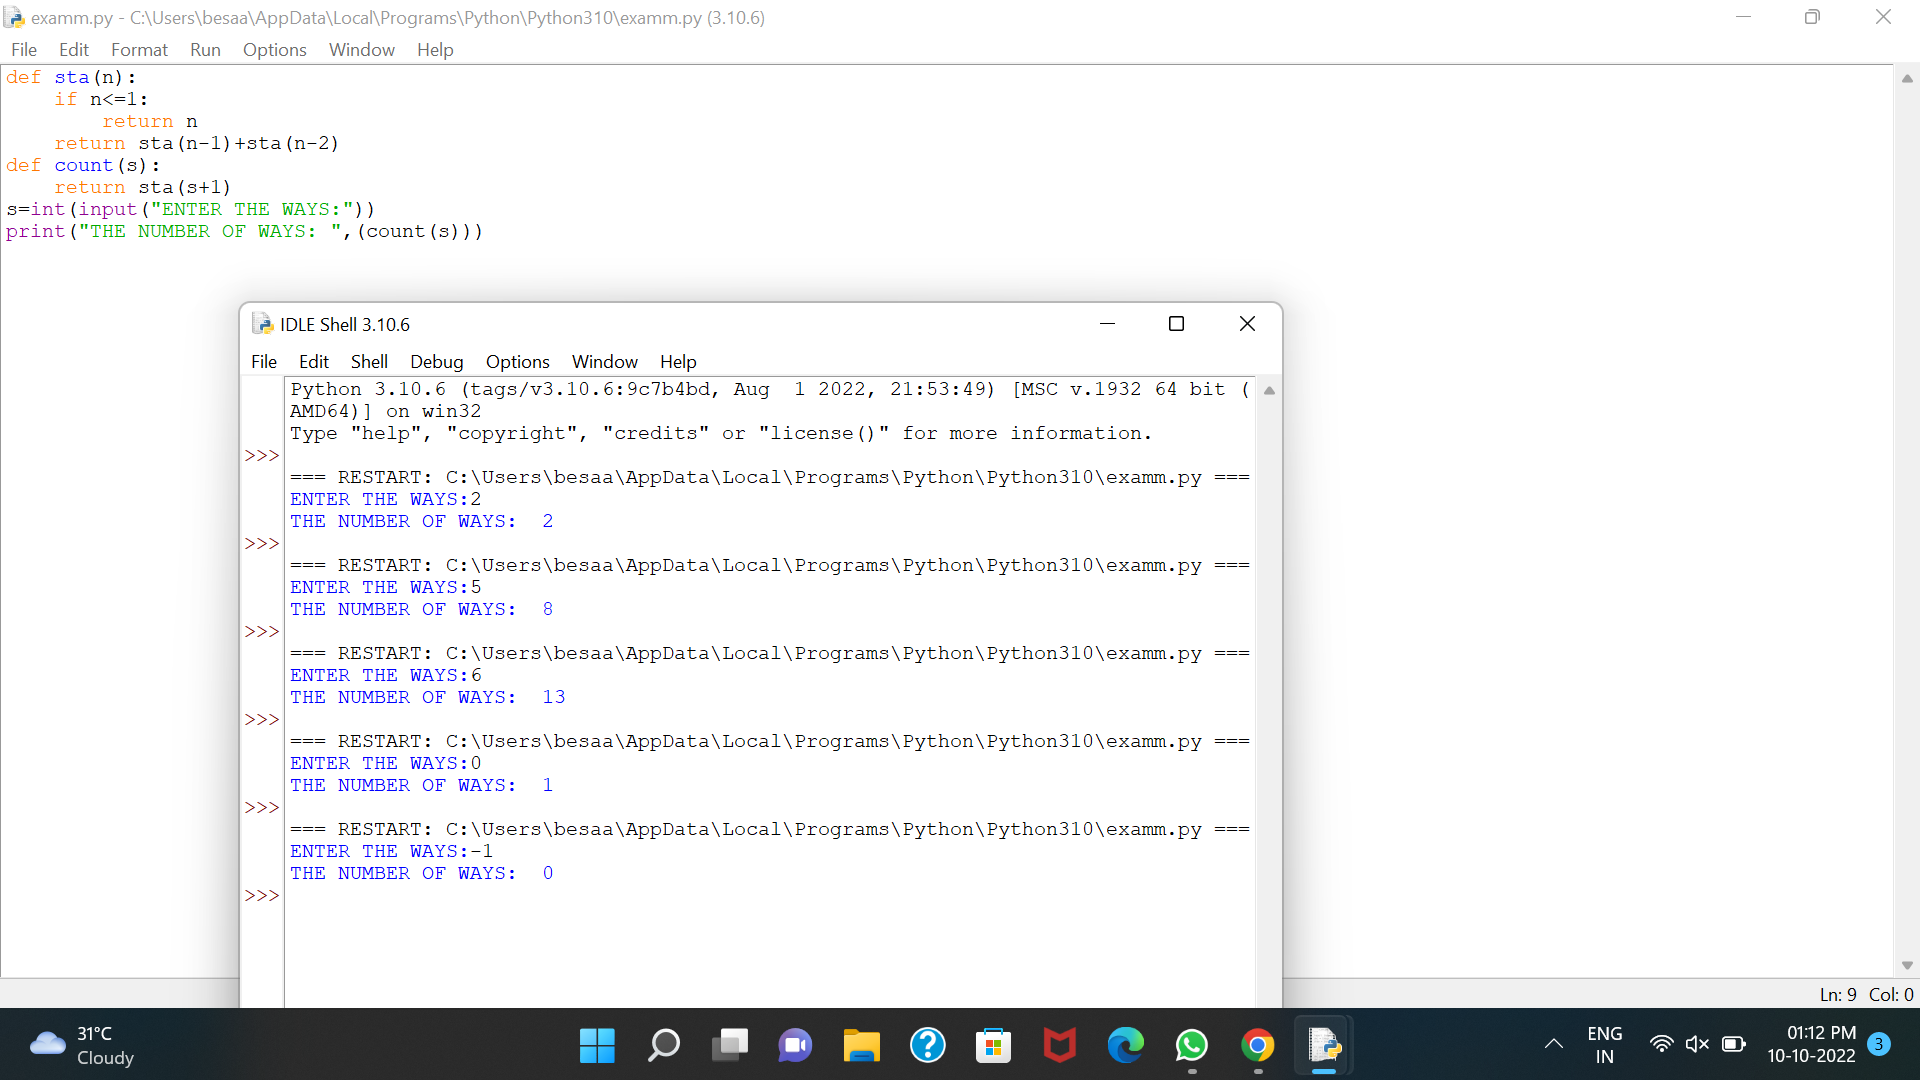 examm.py - C:\Users\besaa\AppData\Local\Programs\Python\Python310\examm.py (3.10.6)
File Edit Format Run Options Window Help
def sta(n):
    if n<=1:
        return n
    return sta(n-1)+sta(n-2)
def count(s):
    return sta(s+1)
s=int(input("ENTER THE WAYS:"))
print("THE NUMBER OF WAYS: ",(count(s)))
IDLE Shell 3.10.6
File Edit Shell Debug Options Window Help
Python 3.10.6 (tags/v3.10.6:9c7b4bd, Aug  1 2022, 21:53:49) [MSC v.1932 64 bit (
AMD64)] on win32
Type "help", "copyright", "credits" or "license()" for more information.
>>>
=== RESTART: C:\Users\besaa\AppData\Local\Programs\Python\Python310\examm.py ===
ENTER THE WAYS:2
THE NUMBER OF WAYS:  2
>>>
=== RESTART: C:\Users\besaa\AppData\Local\Programs\Python\Python310\examm.py ===
ENTER THE WAYS:5
THE NUMBER OF WAYS:  8
>>>
=== RESTART: C:\Users\besaa\AppData\Local\Programs\Python\Python310\examm.py ===
ENTER THE WAYS:6
THE NUMBER OF WAYS:  13
>>>
=== RESTART: C:\Users\besaa\AppData\Local\Programs\Python\Python310\examm.py ===
ENTER THE WAYS:0
THE NUMBER OF WAYS:  1
>>>
=== RESTART: C:\Users\besaa\AppData\Local\Programs\Python\Python310\examm.py ===
ENTER THE WAYS:-1
THE NUMBER OF WAYS:  0
>>>
Ln: 9 Col: 0
31°C
Cloudy
ENG
IN
01:12 PM
10-10-2022
3